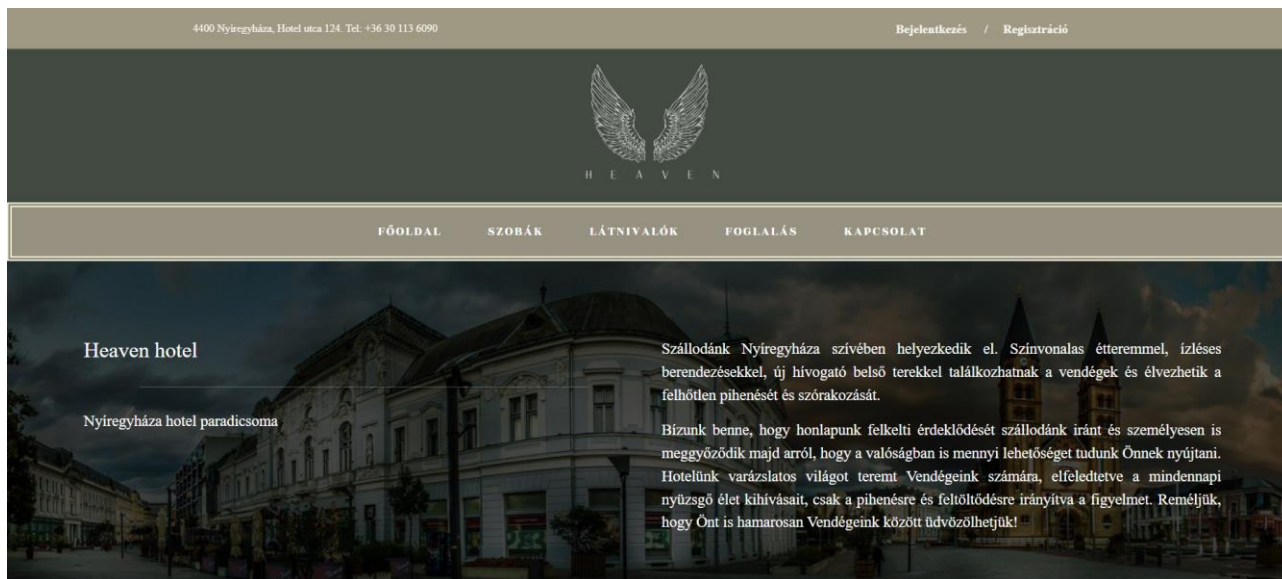 4400 Nyíregyháza, Hotel utca 124. Tel: +36 30 113 6090
Bejelentkezés / Regisztráció
HEAVEN
FŐOLDAL SZOBÁK LÁTNIVALÓK FOGLALÁS KAPCSOLAT
Heaven hotel
Nyíregyháza hotel paradicsoma
Szállodánk Nyíregyháza szívében helyezkedik el. Színvonalas étteremmel, ízléses
berendezésekkel, új hívogató belső terekkel találkozhatnak a vendégek és élvezhetik a
felhőtlen pihenését és szórakozását.
Bízunk benne, hogy honlapunk felkelti érdeklődését szállodánk iránt és személyesen is
meggyőződik majd arról, hogy a valóságban is mennyi lehetőséget tudunk Önnek nyújtani.
Hotelünk varázslatos világot teremt Vendégeink számára, elfeledtetve a mindennapi
nyüzsgő élet kihívásait, csak a pihenésre és feltöltődésre irányítva a figyelmet. Reméljük,
hogy Önt is hamarosan Vendégeink között üdvözölhetjük!